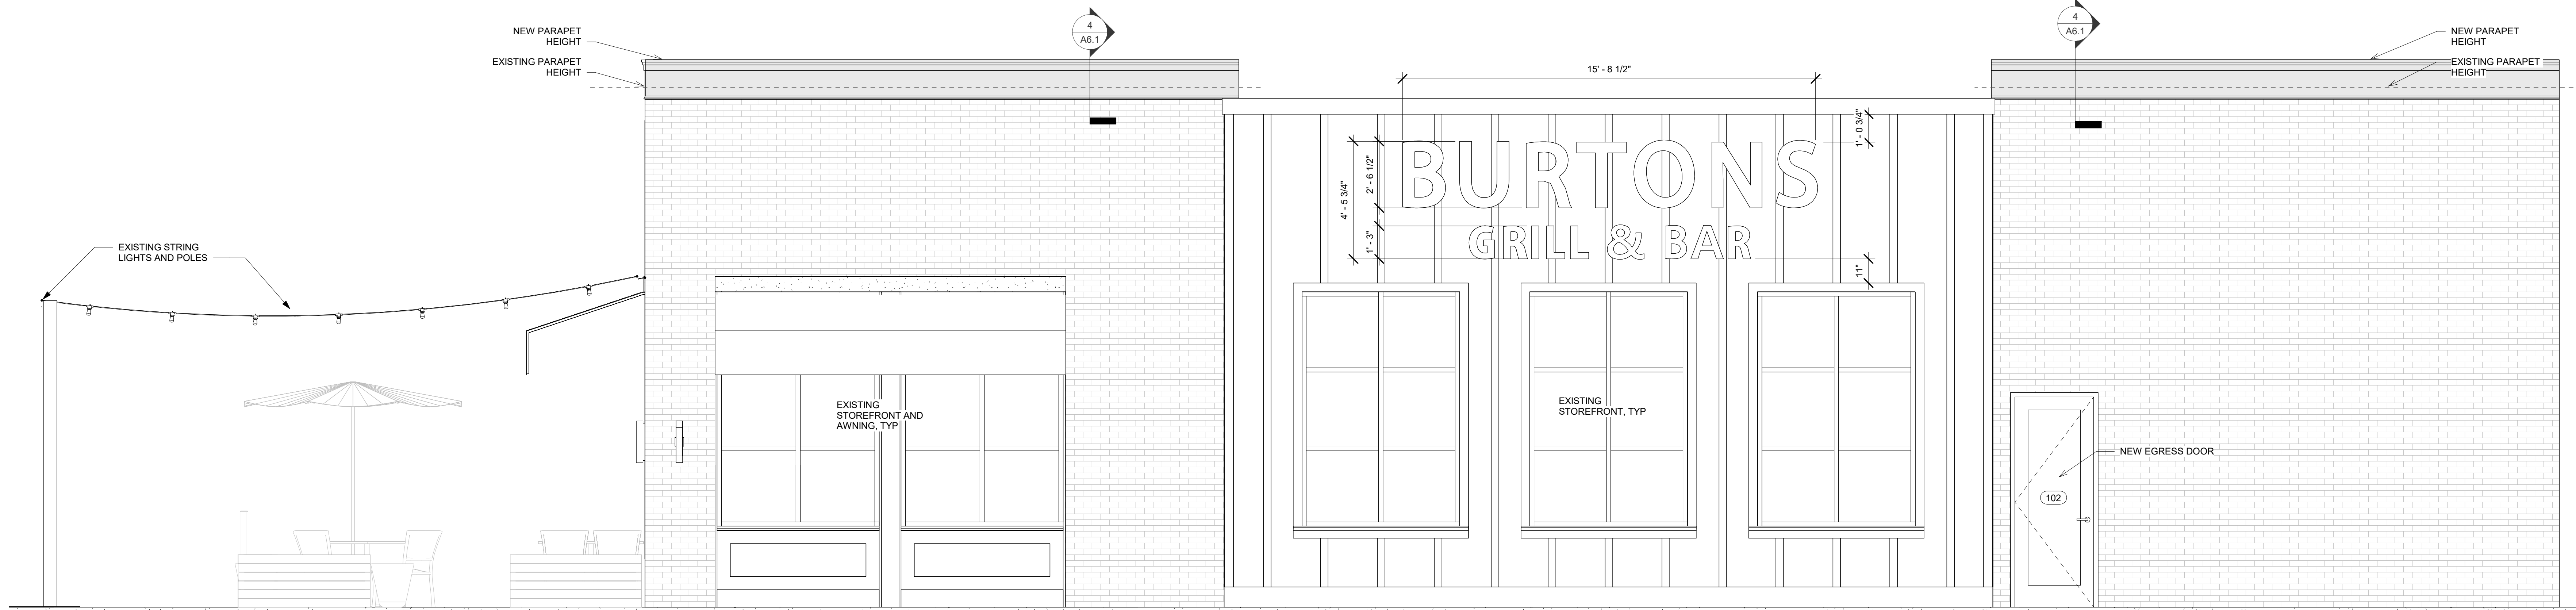 NEW PARAPET
HEIGHT
EXISTING PARAPET
HEIGHT
4
A6.1
15' - 8 1/2"
4
A6.1
NEW PARAPET
HEIGHT
EXISTING PARAPET
HEIGHT
1' - 0 3/4"
BURTONS
2' - 6 1/2"
4' - 5 3/4"
1' - 3"
GRILL & BAR
11"
EXISTING STRING
LIGHTS AND POLES
EXISTING
STOREFRONT AND
AWNING, TYP
EXISTING
STOREFRONT, TYP
NEW EGRESS DOOR
102